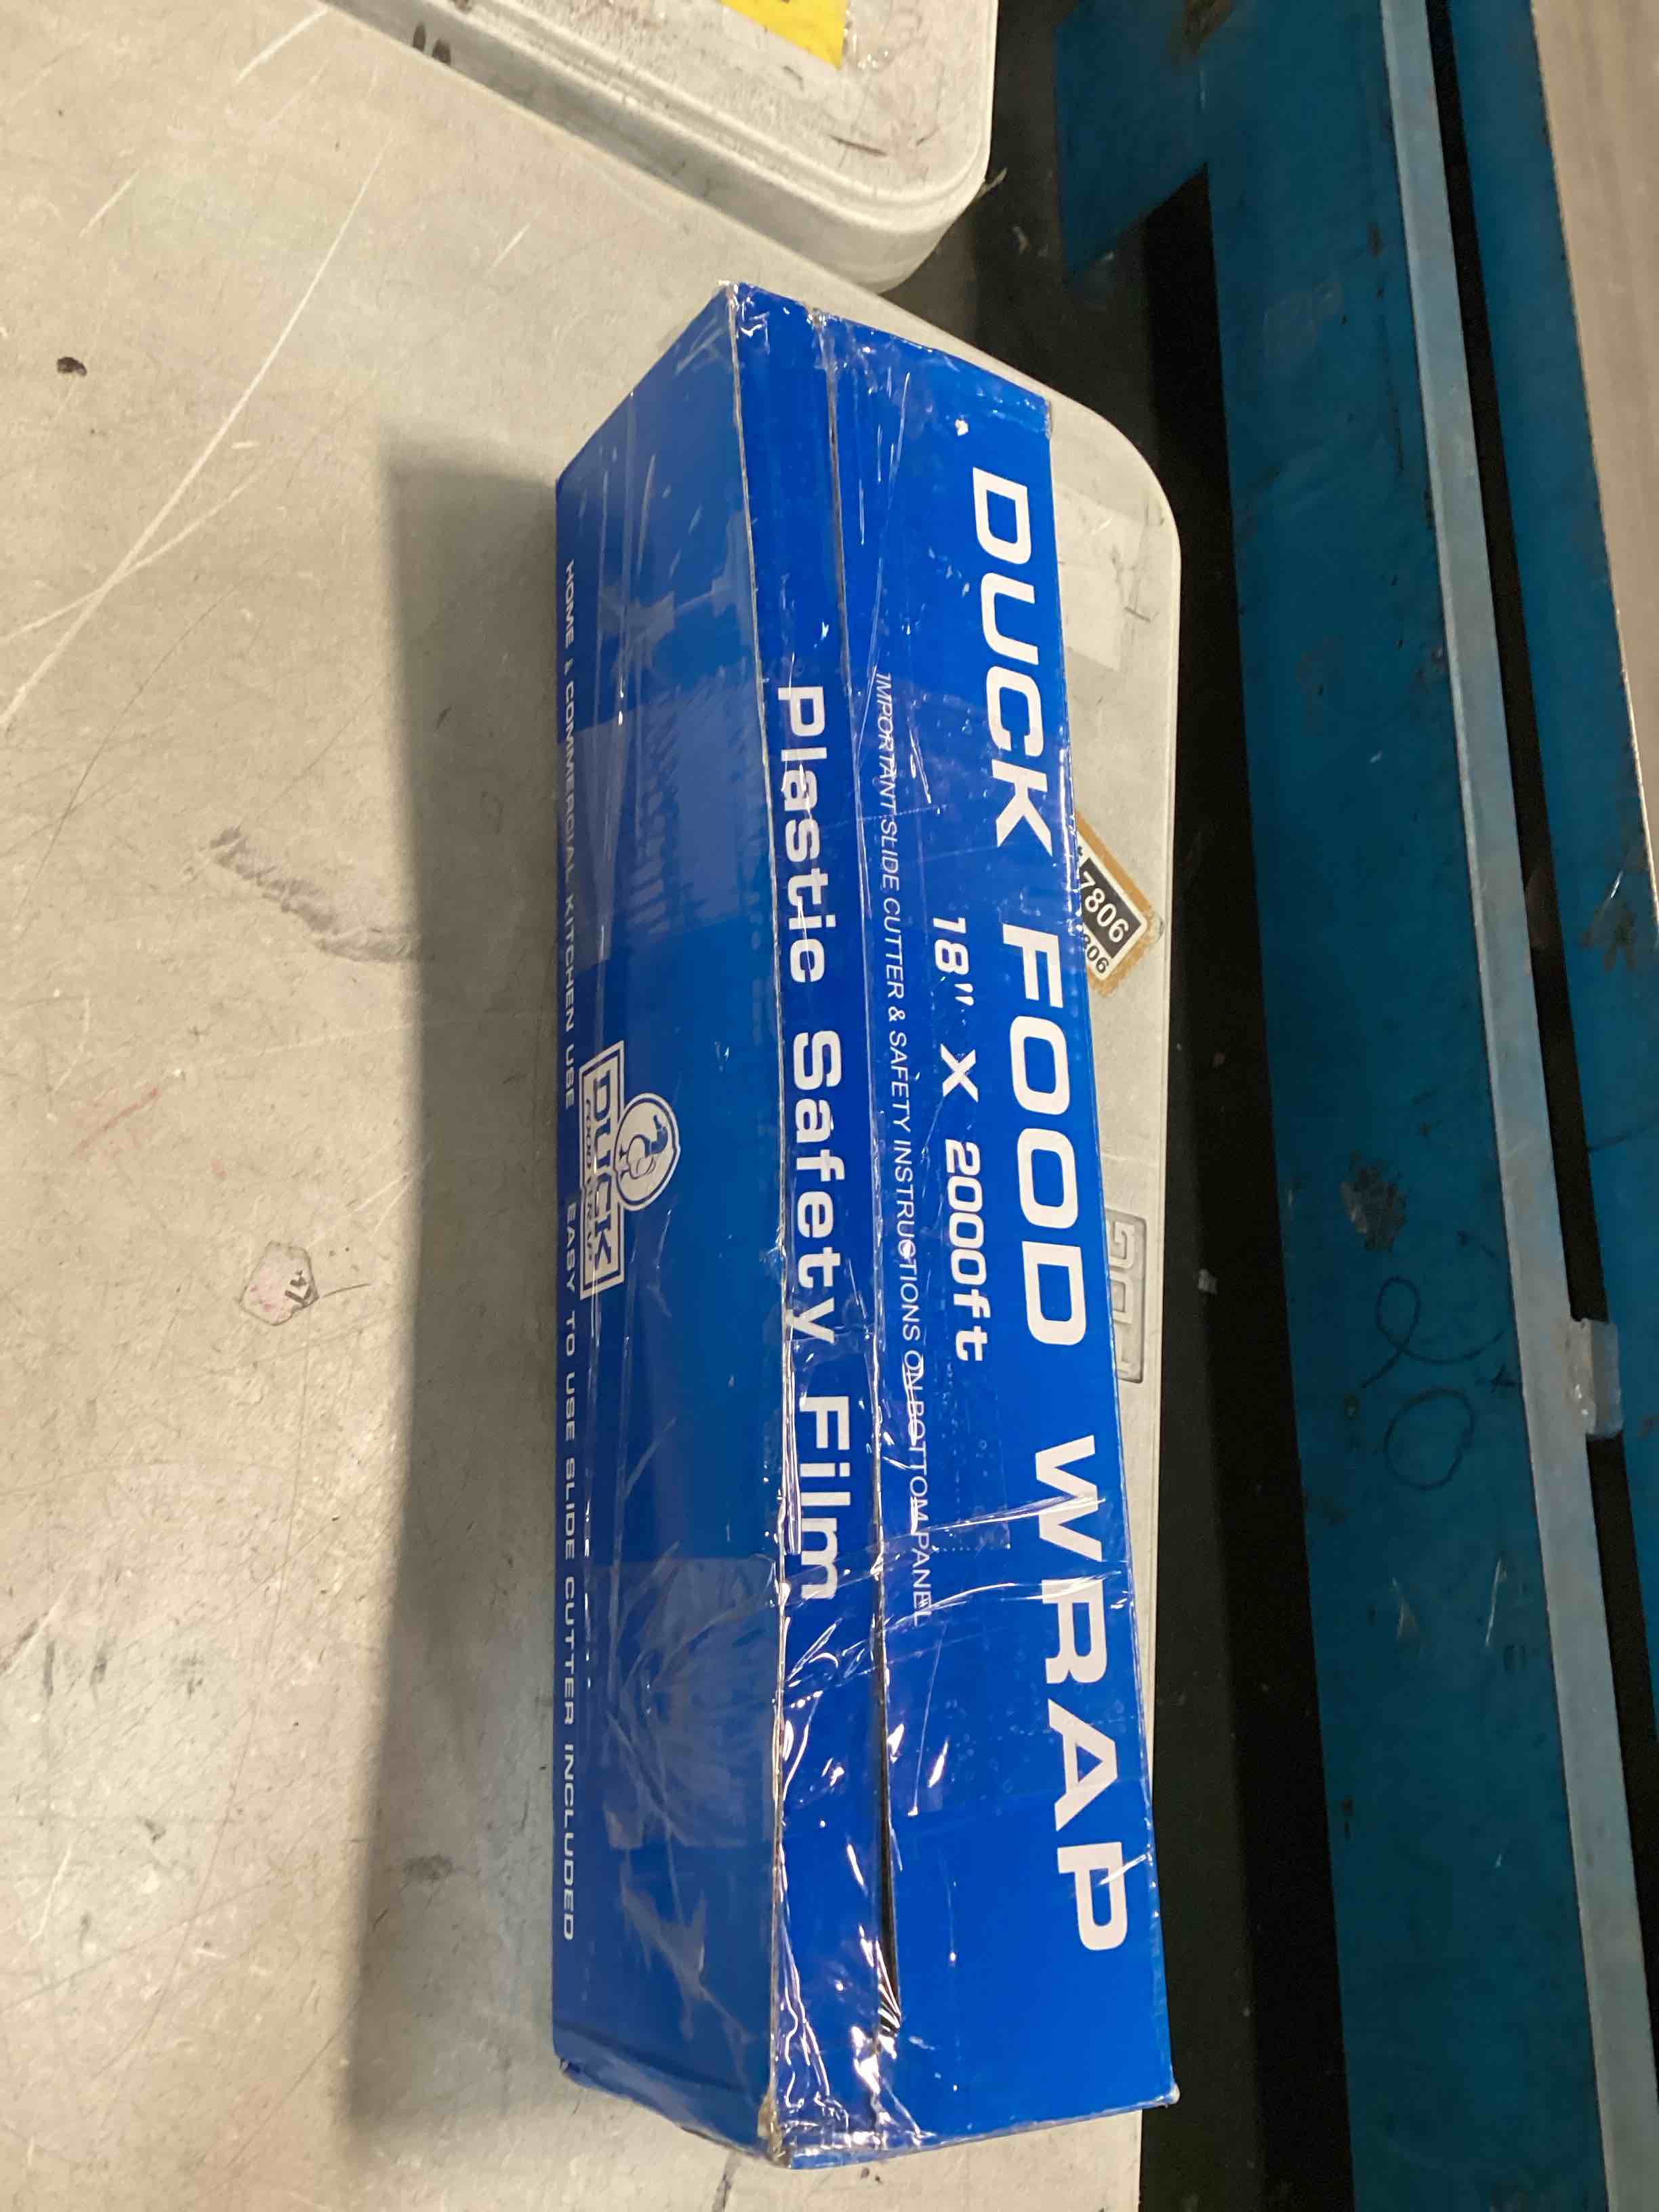 DUCK FOOD WRAP
18" X 2000ft
IMPORTANT:SLIDE CUTTER & SAFETY INSTRUCTIONS ON BOTTOM PANEL
Plastic Safety Film
DUCK
HOME & COMMERCIAL KITCHEN USE EASY TO USE SLIDE CUTTER INCLUDED
7806